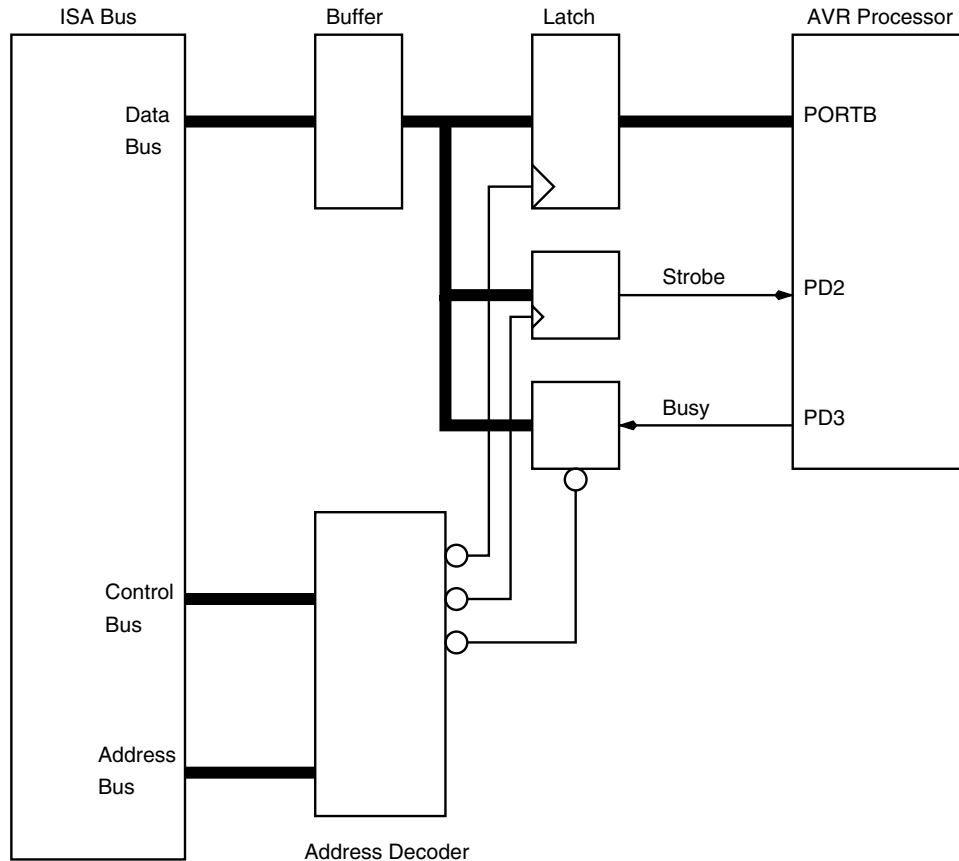 ISA Bus
Buffer
Latch
AVR Processor
Data
Bus
PORTB
Strobe
PD2
Busy
PD3
Control
Bus
Address
Bus
Address Decoder